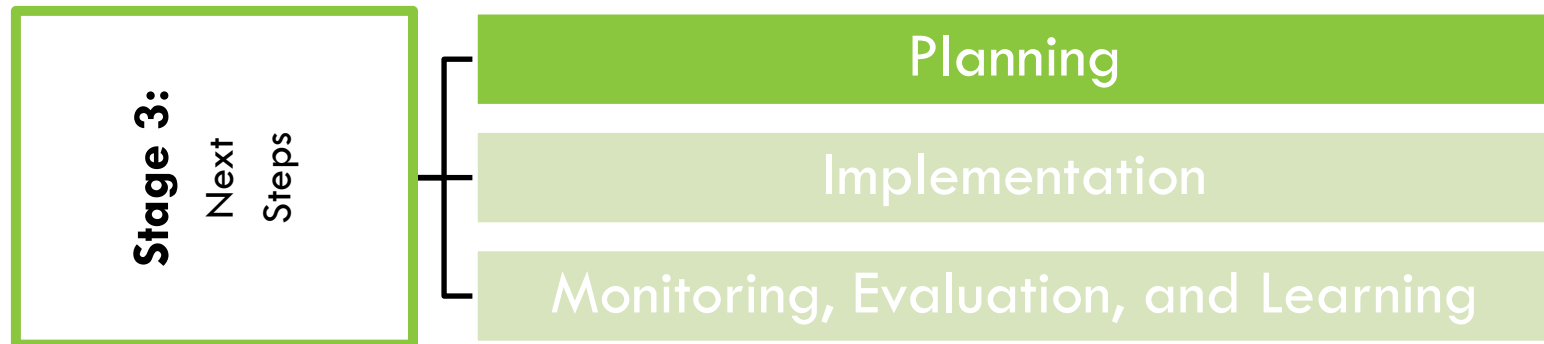 Stage 3:
Next
Steps
Planning
Implementation
Monitoring, Evaluation, and Learning